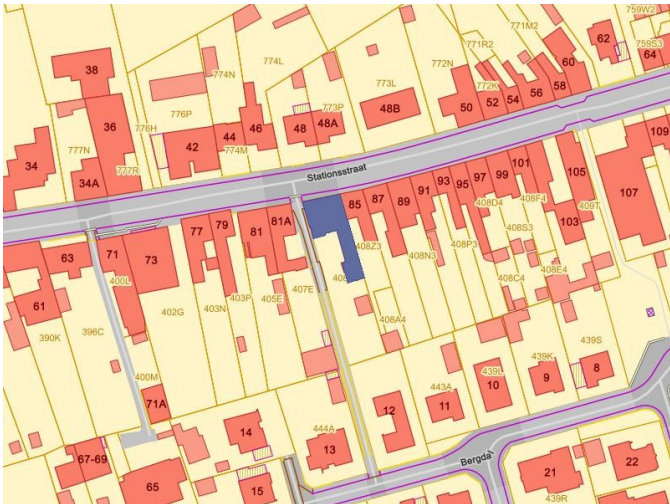 759W2
771M2
774L
62
759S3
771R2
38
774N
772N
60
64
773L
58
772K
776P
773P
56
54
52
48B
50
36
776H
46
48
48A
109
44
42
34
777N
774M
101
105
777R
Stationsstraat
99
34A
97
107
95
93
91
408D4
408F4
89
87
85
409T
79
81A
103
77
81
408S3
63
71
73
408Z3
408P3
408N3
408E4
400L
408C4
407E
405E
403P
61
402G
403N
408A4
390K
396C
439S
439K
400M
439L
8
443A
9
10
71A
11
12
14
444A
13
67-69
Bergda
22
21
65
15
439R